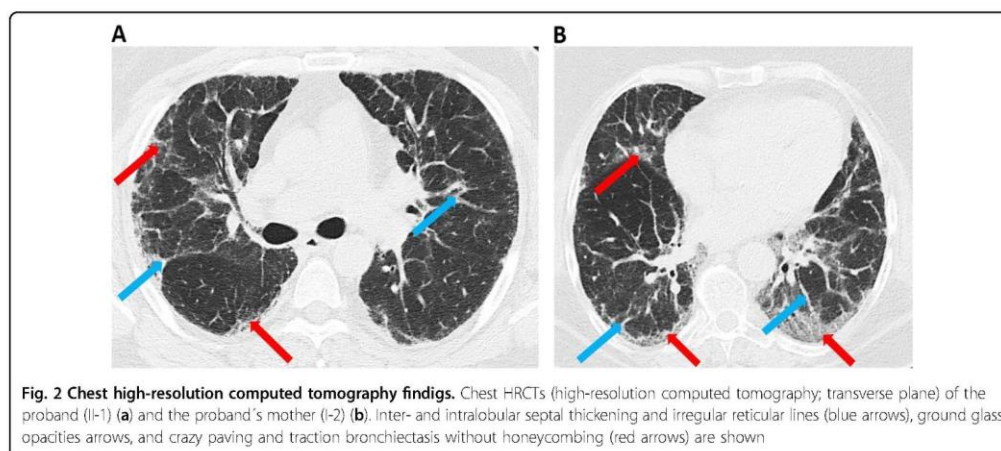 A
B
Fig. 2 Chest high-resolution computed tomography findigs. Chest HRCTs (high-resolution computed tomography; transverse plane) of the
proband (II-1) (a) and the proband´s mother (I-2) (b). Inter- and intralobular septal thickening and irregular reticular lines (blue arrows), ground glass
opacities arrows, and crazy paving and traction bronchiectasis without honeycombing (red arrows) are shown